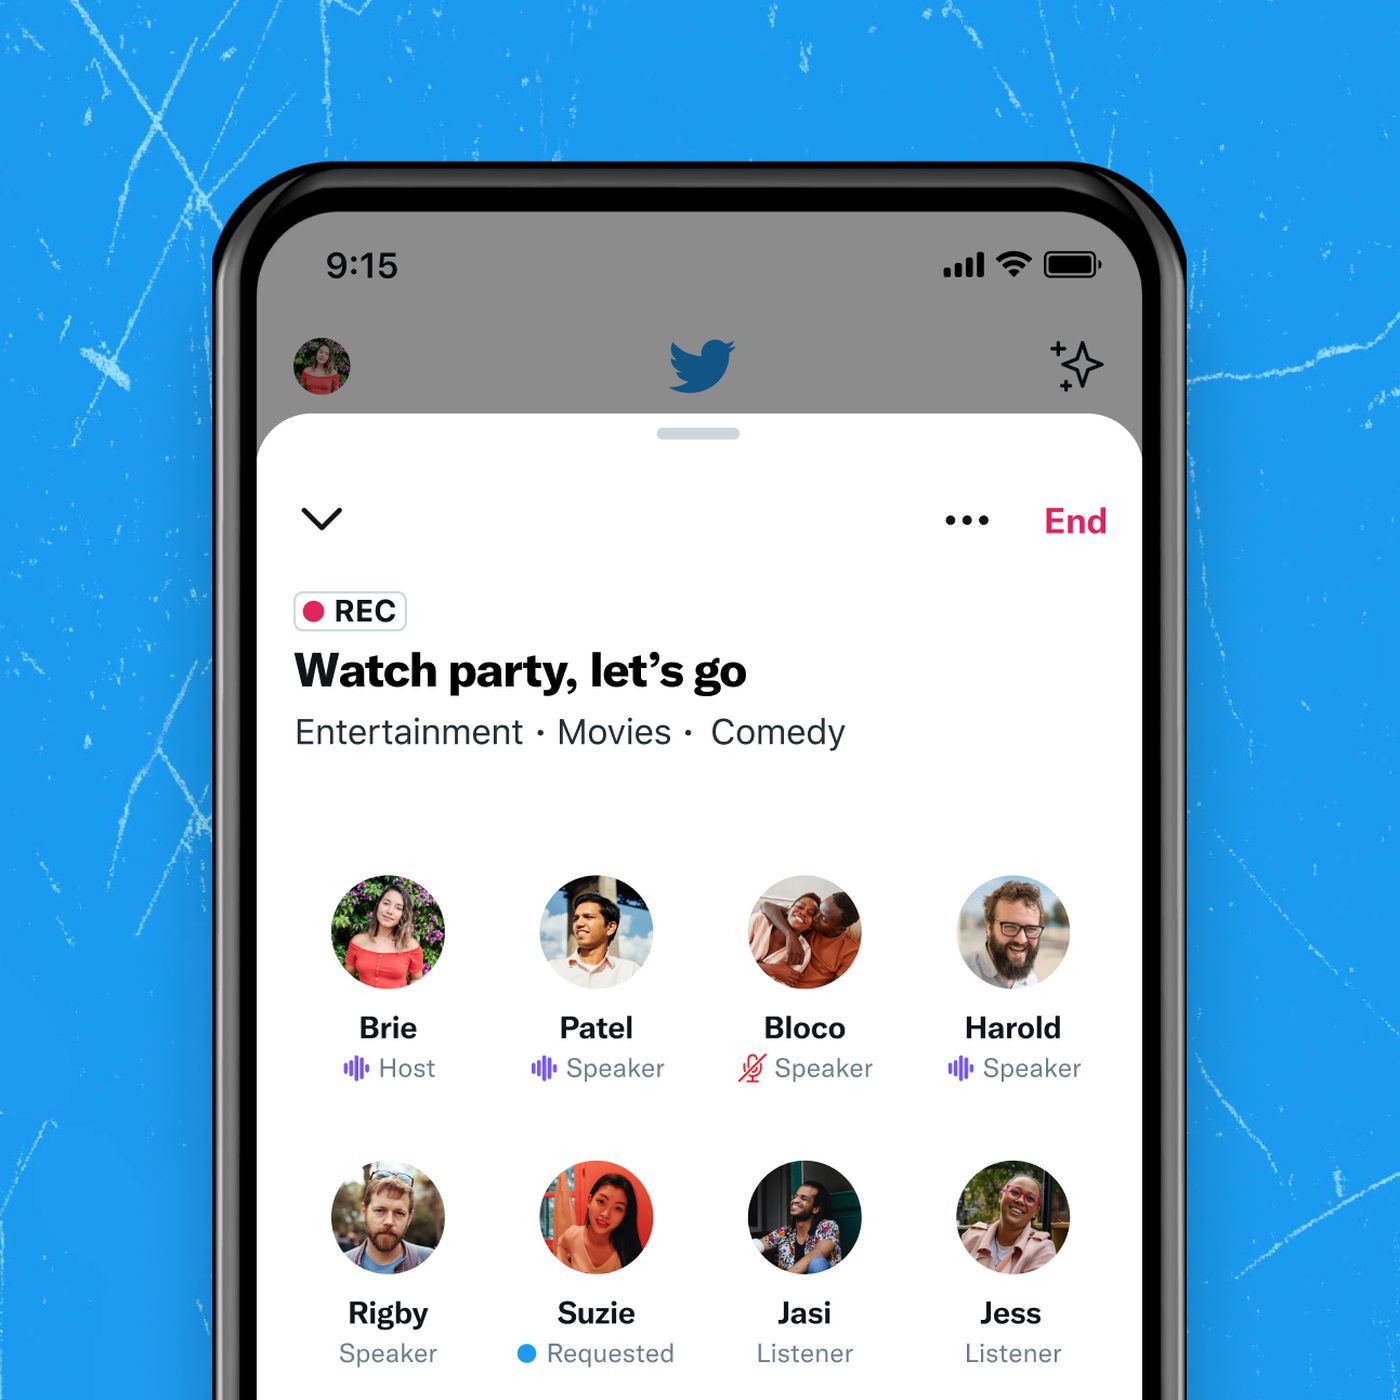 9:15
End
REC
Watch party, let’s go
Entertainment · Movies · Comedy
Brie Patel Bloco Harold
Host Speaker Speaker Speaker
Rigby Suzie Jasi Jess
Speaker Requested Listener Listener